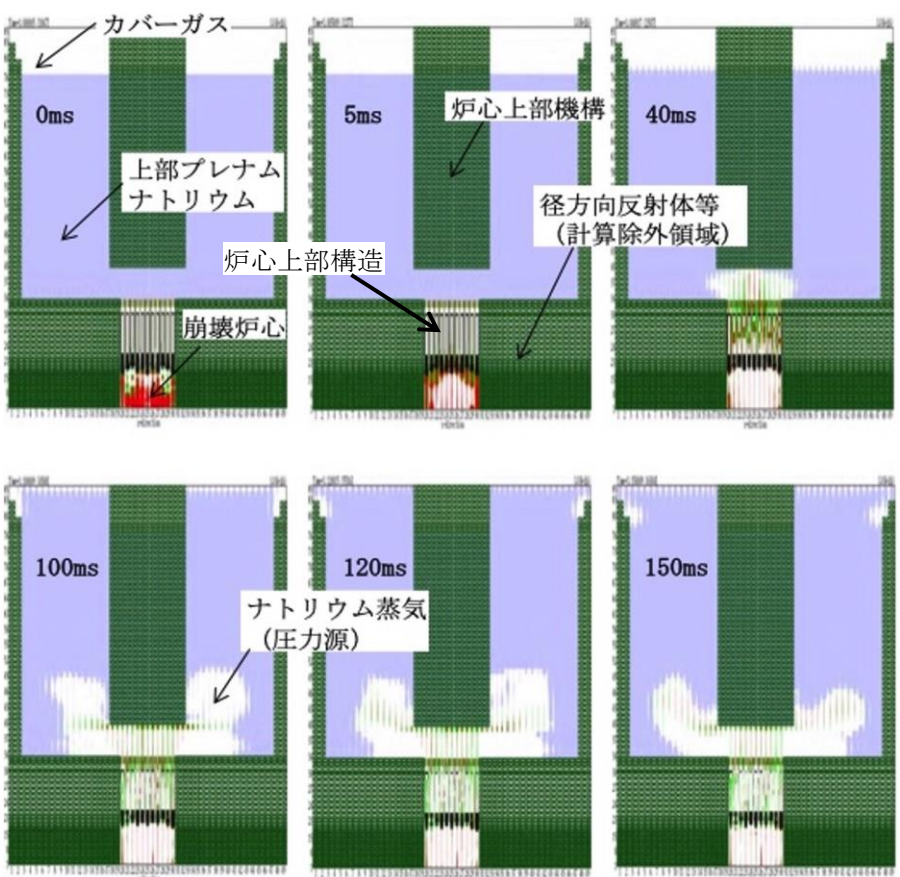 カバーガス
0ms
5ms
炉心上部機構
40ms
上部プレナム
ナトリウム
径方向反射体等
（計算除外領域）
炉心上部構造
崩壊炉心
100ms
120ms
150ms
ナトリウム蒸気
（圧力源）